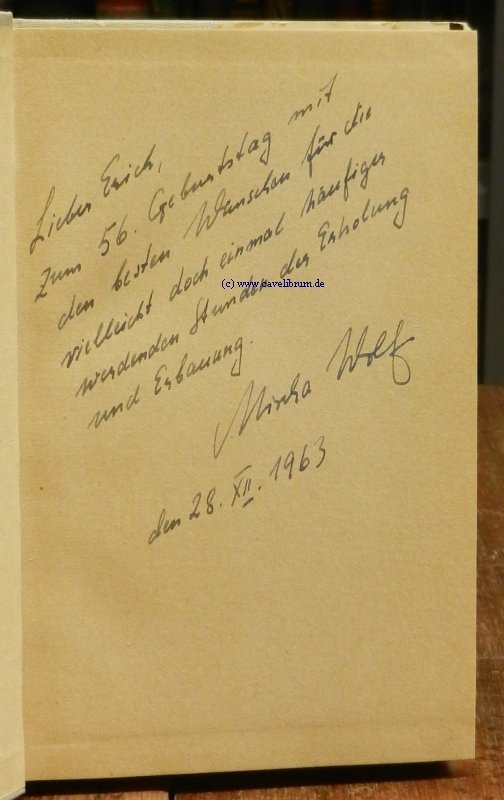 Lieber Erich,
zum 56. Geburtstag mit
den besten Wünschen für die
vielleicht doch einmal häufiger
werdenden Stunden der Erholung
und Erbauung.
Mischa Wolf
den 28. XII. 1963
(c) www.cavelibrum.de